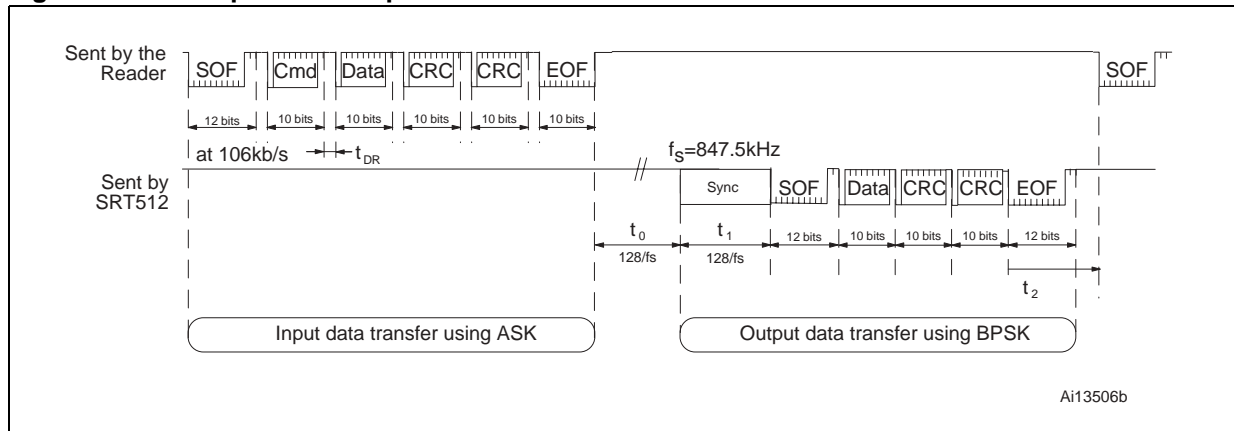 Sent by the
Reader
SOF Cmd Data CRC CRC EOF SOF
12 bits 10 bits 10 bits 10 bits 10 bits 10 bits
at 106kb/s tDR
fS=847.5kHz
Sent by
SRT512
// Sync SOF Data CRC CRC EOF
t0 t1 12 bits 10 bits 10 bits 10 bits 12 bits
128/fs 128/fs
t2
Input data transfer using ASK Output data transfer using BPSK
Ai13506b